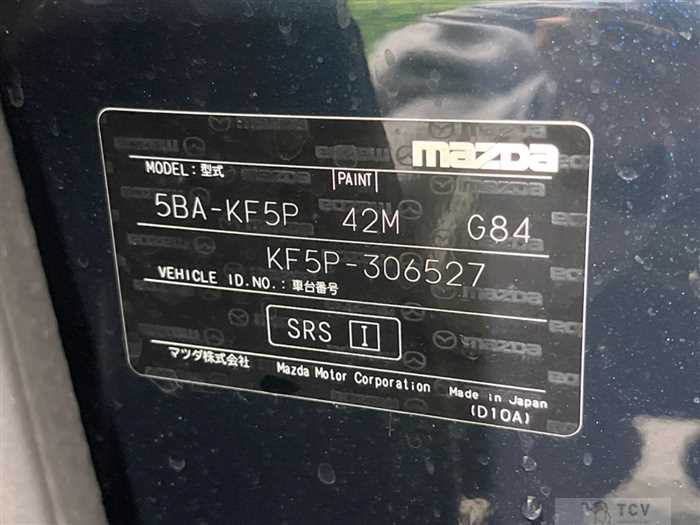 mazda
MODEL:型式 PAINT
5BA-KF5P 42M G84
KF5P-306527
VEHICLE ID.NO.:車台番号
SRS I
マツダ株式会社 Mazda Motor Corporation Made in Japan
(D10A)
TCV